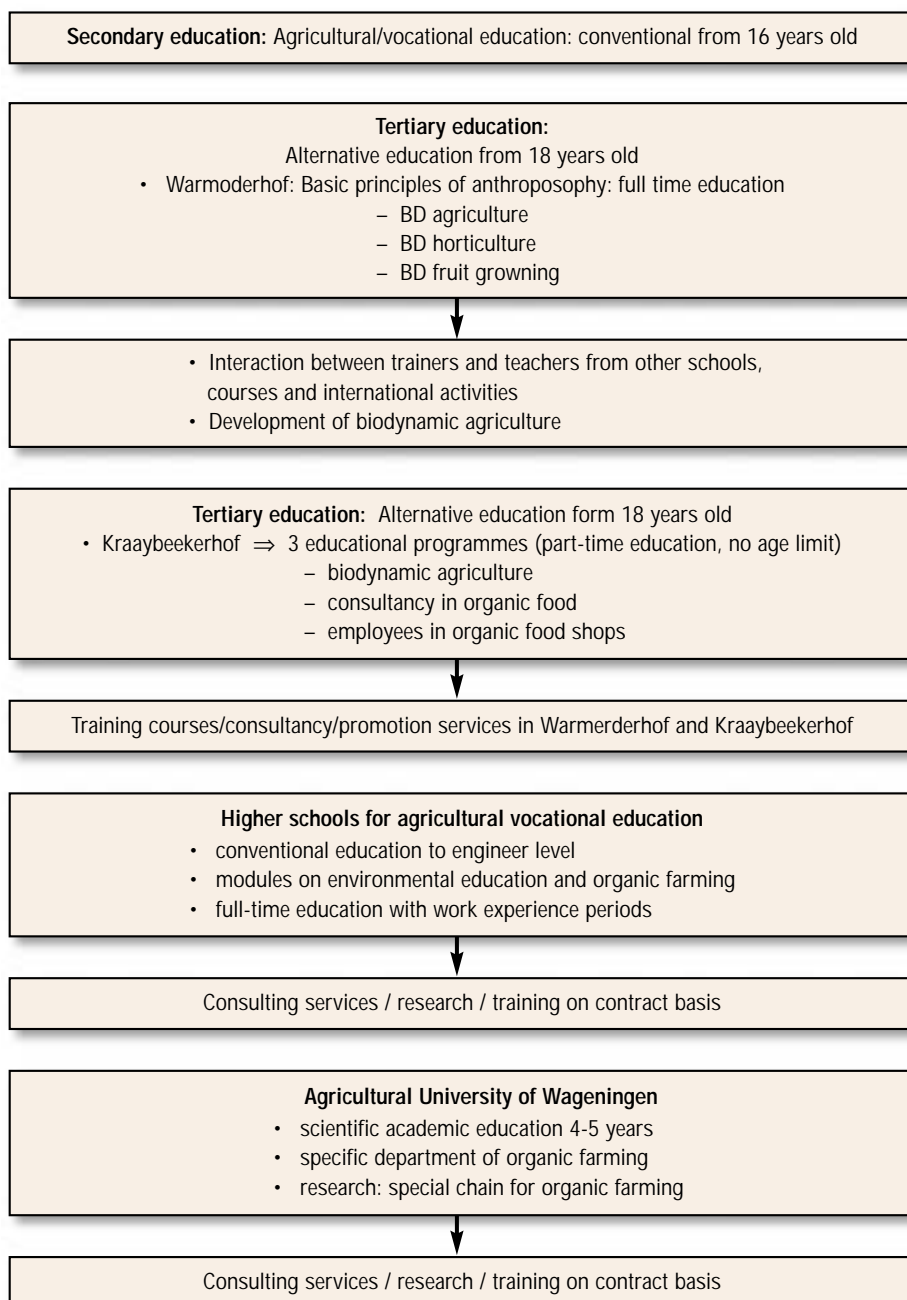 Secondary education: Agricultural/vocational education: conventional from 16 years old
Tertiary education:
Alternative education from 18 years old
• Warmoderhof: Basic principles of anthroposophy: full time education
– BD agriculture
– BD horticulture
– BD fruit growning
• Interaction between trainers and teachers from other schools,
courses and international activities
• Development of biodynamic agriculture
Tertiary education: Alternative education form 18 years old
• Kraaybeekerhof ⇒ 3 educational programmes (part-time education, no age limit)
– biodynamic agriculture
– consultancy in organic food
– employees in organic food shops
Training courses/consultancy/promotion services in Warmerderhof and Kraaybeekerhof
Higher schools for agricultural vocational education
• conventional education to engineer level
• modules on environmental education and organic farming
• full-time education with work experience periods
Consulting services / research / training on contract basis
Agricultural University of Wageningen
• scientific academic education 4-5 years
• specific department of organic farming
• research: special chain for organic farming
Consulting services / research / training on contract basis